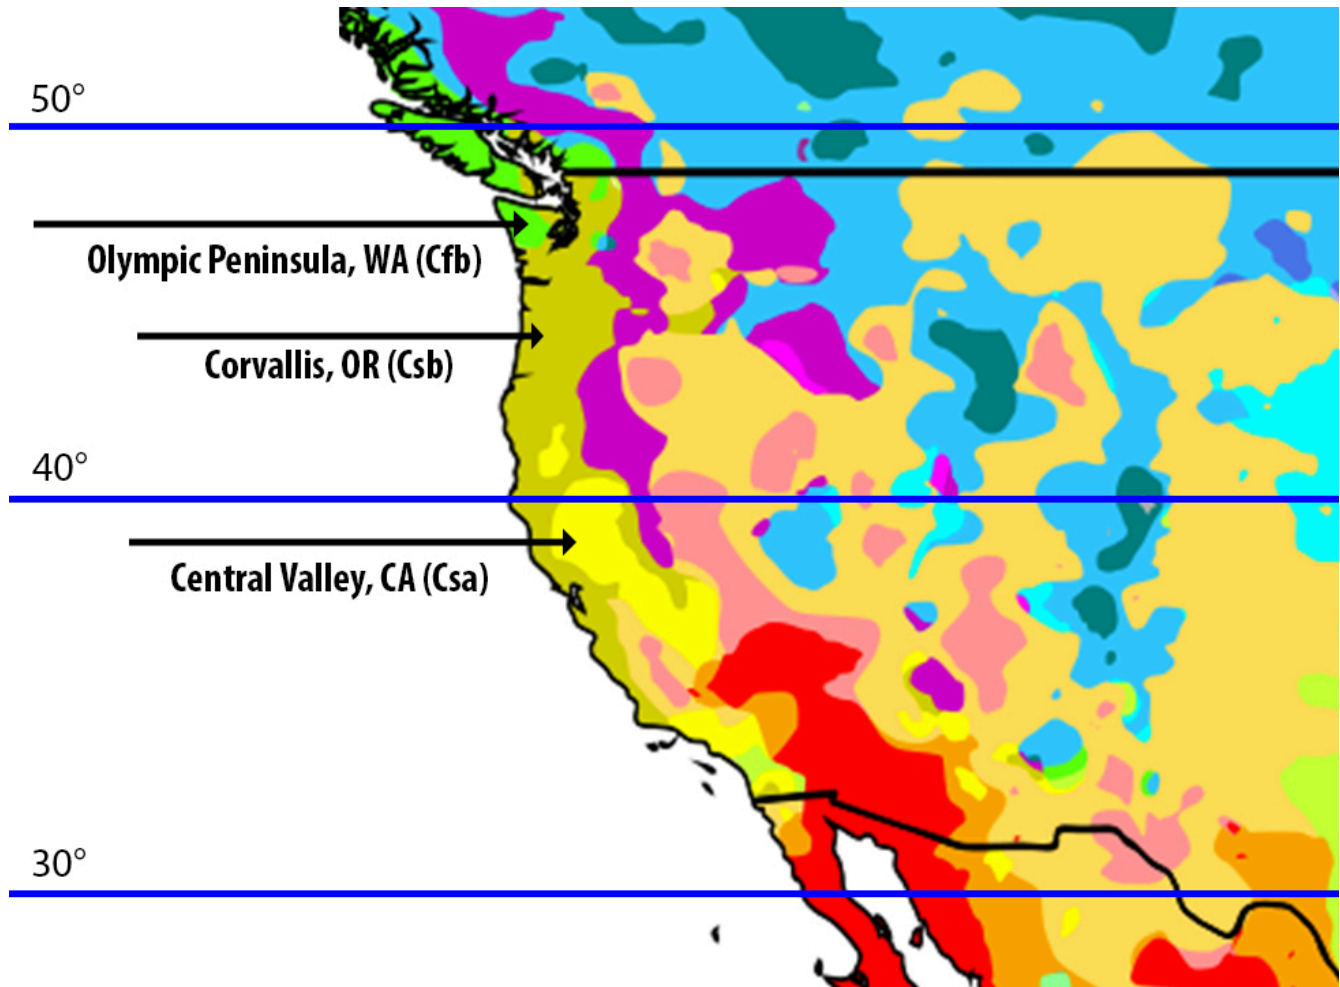 50°
Olympic Peninsula, WA (Cfb)
Corvallis, OR (Csb)
40°
Central Valley, CA (Csa)
30°